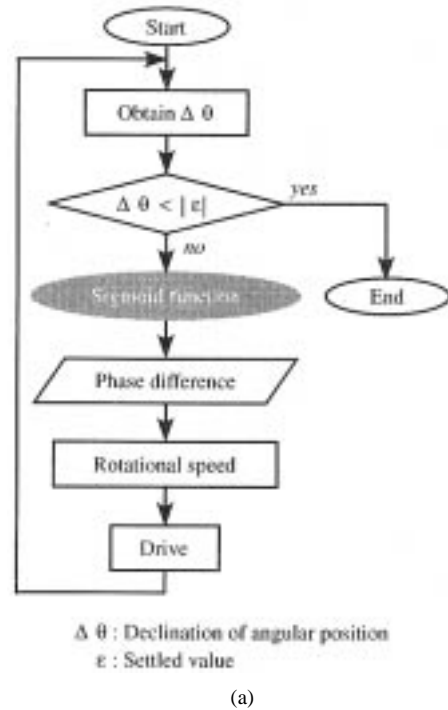 Start
Obtain Δ θ
Δ θ < | ε |
yes
no
Sigmoid function
End
Phase difference
Rotational speed
Drive
Δ θ : Declination of angular position
ε : Settled value
(a)